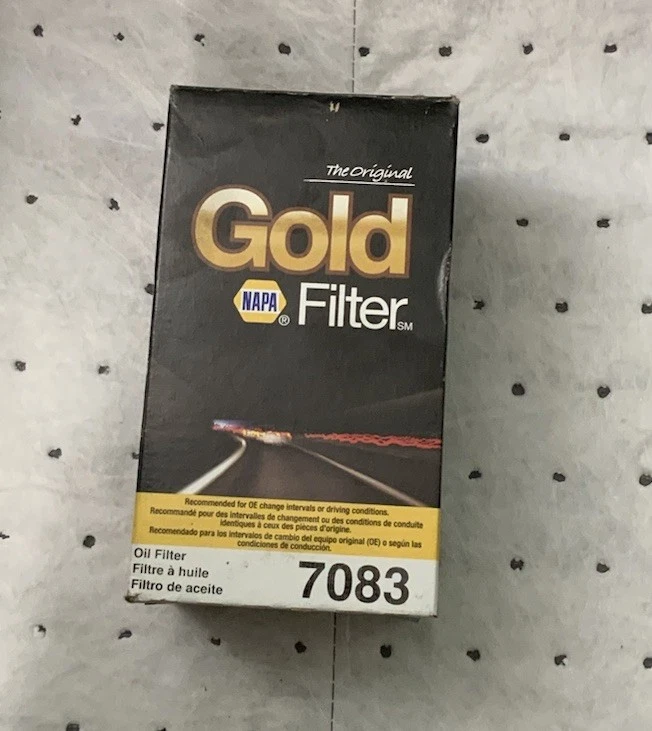 The Original
Gold
NAPA ® Filter SM
Recommended for OE change intervals or driving conditions.
Recommandé pour des intervalles de changement ou des conditions de conduite
identiques à ceux des pièces d'origine.
Recomendado para los intervalos de cambio del equipo original (OE) o según las
condiciones de conducción.
Oil Filter
Filtre à huile
Filtro de aceite
7083